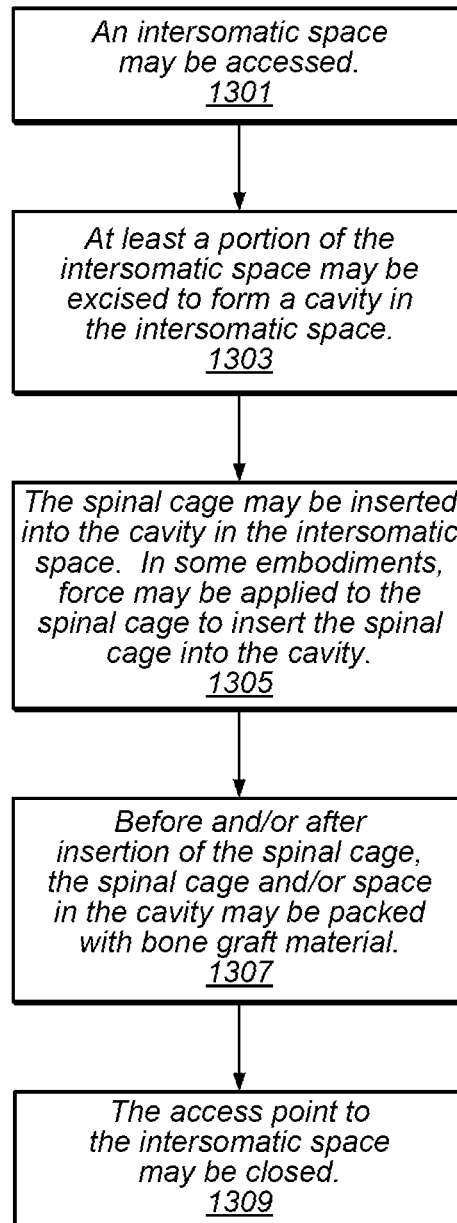 An intersomatic space
may be accessed.
1301
At least a portion of the
intersomatic space may be
excised to form a cavity in
the intersomatic space.
1303
The spinal cage may be inserted
into the cavity in the intersomatic
space.  In some embodiments,
force may be applied to the
spinal cage to insert the spinal
cage into the cavity.
1305
Before and/or after
insertion of the spinal cage,
the spinal cage and/or space
in the cavity may be packed
with bone graft material.
1307
The access point to
the intersomatic space
may be closed.
1309